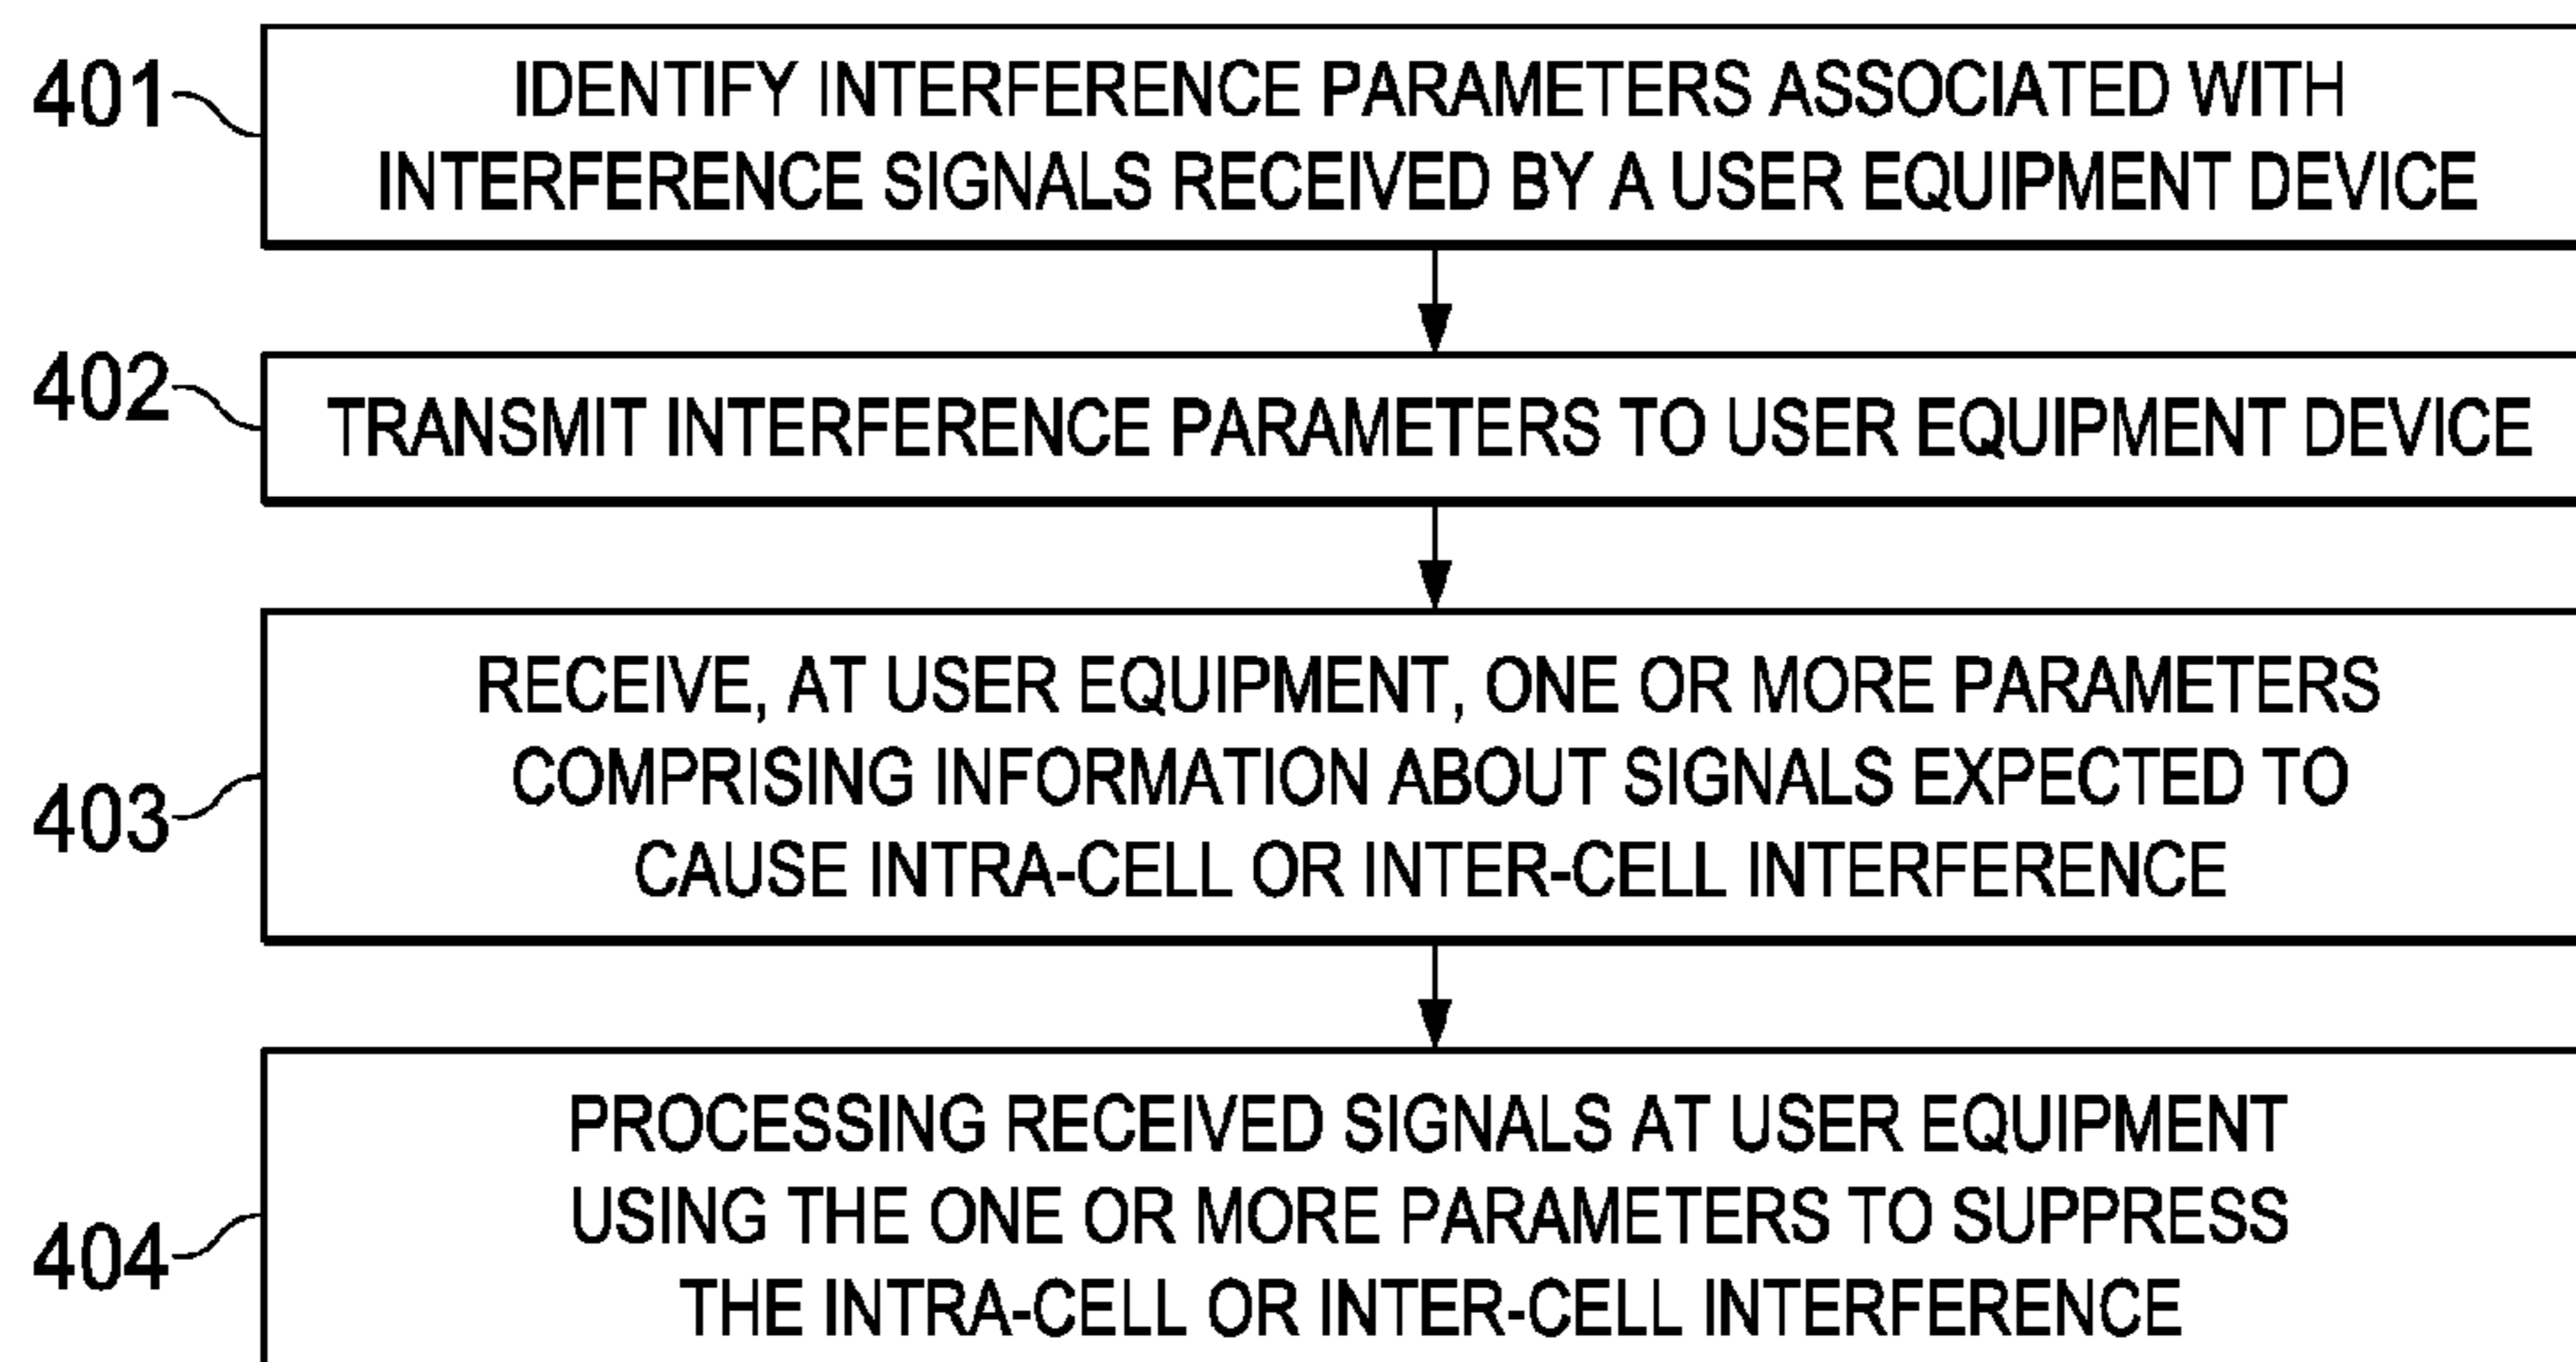 401
IDENTIFY INTERFERENCE PARAMETERS ASSOCIATED WITH
INTERFERENCE SIGNALS RECEIVED BY A USER EQUIPMENT DEVICE
402
TRANSMIT INTERFERENCE PARAMETERS TO USER EQUIPMENT DEVICE
403
RECEIVE, AT USER EQUIPMENT, ONE OR MORE PARAMETERS
COMPRISING INFORMATION ABOUT SIGNALS EXPECTED TO
CAUSE INTRA-CELL OR INTER-CELL INTERFERENCE
404
PROCESSING RECEIVED SIGNALS AT USER EQUIPMENT
USING THE ONE OR MORE PARAMETERS TO SUPPRESS
THE INTRA-CELL OR INTER-CELL INTERFERENCE